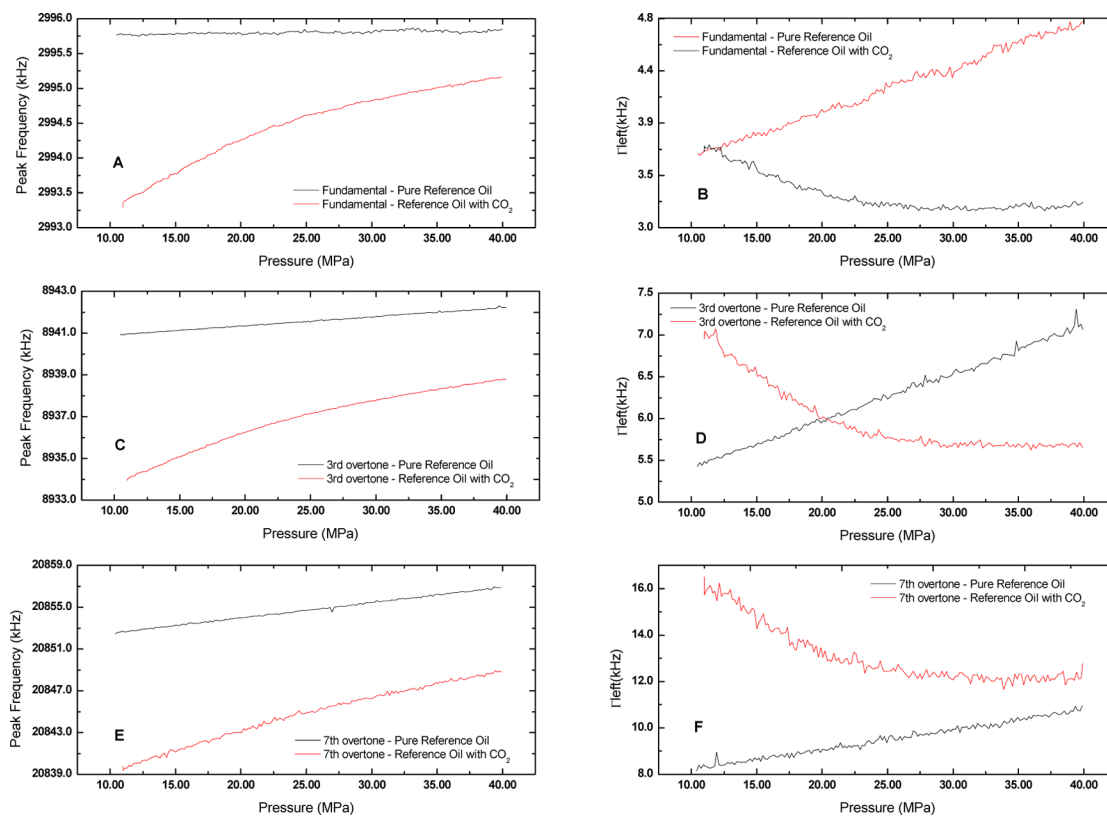 2996.0
2995.0
2994.0
2993.0
2992.0
2993.0
2992.0
Peak Frequency (kHz)
A
Fundamental - Pure Reference Oil
Fundamental - Reference Oil with CO2
10.00 15.00 20.00 25.00 30.00 35.00 40.00
Pressure (MPa)
4.8
4.4
3.9
3.5
3.0
Γleft(kHz)
Fundamental - Pure Reference Oil
Fundamental - Reference Oil with CO2
B
10.00 15.00 20.00 25.00 30.00 35.00 40.00
Pressure (MPa)
8943.0
8941.0
8939.0
8937.0
8935.0
8933.0
Peak Frequency (kHz)
C
3rd overtone - Pure Reference Oil
3rd overtone - Reference Oil with CO2
10.00 15.00 20.00 25.00 30.00 35.00 40.00
Pressure (MPa)
7.5
7.0
6.5
6.0
5.5
5.0
Γleft(kHz)
3rd overtone - Pure Reference Oil
3rd overtone - Reference Oil with CO2
D
10.00 15.00 20.00 25.00 30.00 35.00 40.00
Pressure (MPa)
20859.0
20855.0
20851.0
20847.0
20843.0
20839.0
Peak Frequency (kHz)
E
7th overtone - Pure Reference Oil
7th overtone - Reference Oil with CO2
10.00 15.00 20.00 25.00 30.00 35.00 40.00
Pressure (MPa)
16.0
14.0
12.0
10.0
8.0
Γleft(kHz)
7th overtone - Pure Reference Oil
7th overtone - Reference Oil with CO2
F
10.00 15.00 20.00 25.00 30.00 35.00 40.00
Pressure (MPa)